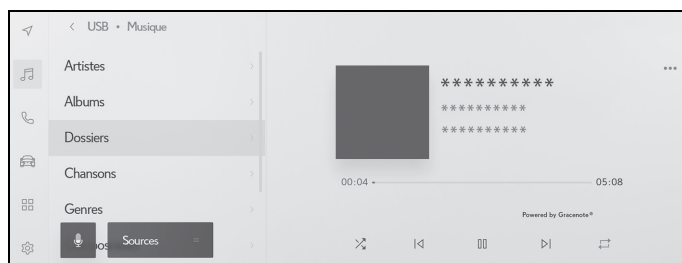 USB • Musique
Artistes
Albums
Dossiers
Chansons
Genres
Sources
**********
**********
**********
00:04
05:08
Powered by Gracenote®